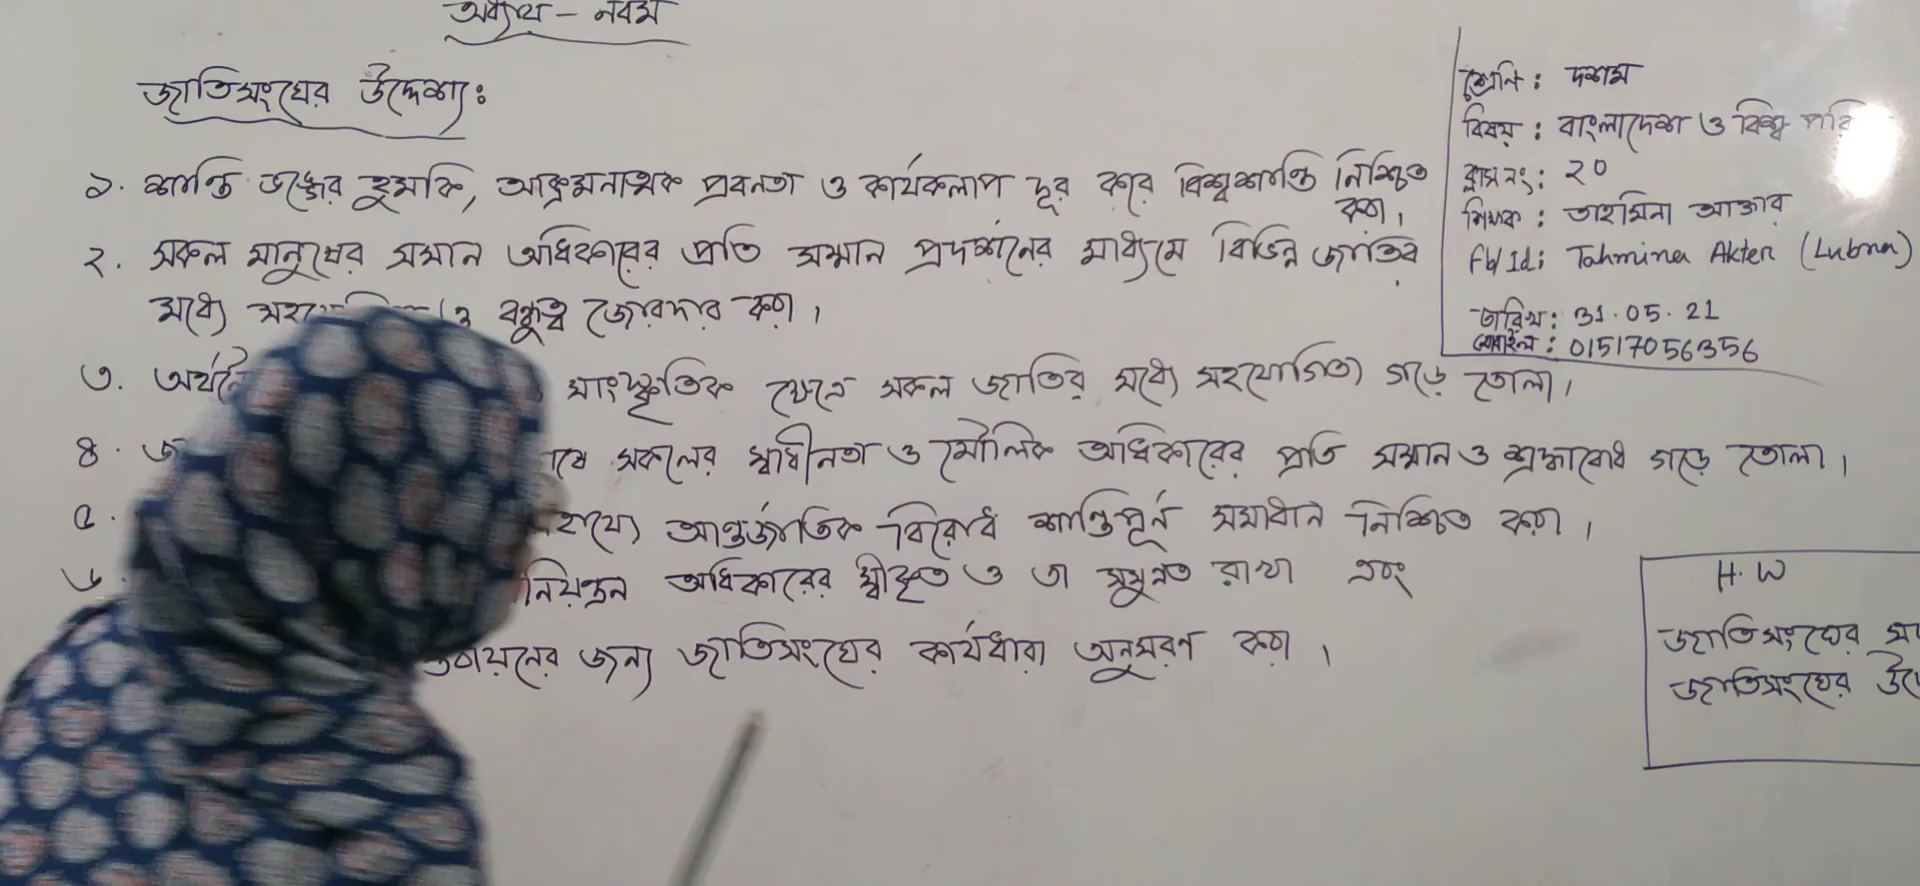 অধ্যায় - নবম
জাতিসংঘের উদ্দেশ্য:
১. শান্তি ভঙ্গের হুমকি, আক্রমনাত্মক প্রবনতা ও কার্যকলাপ দূর করে বিশ্বশান্তি নিশ্চিত
করা।
২. সকল মানুষের সমান অধিকারের প্রতি সম্মান প্রদর্শনের মাধ্যমে বিভিন্ন জাতির
মধ্যে ও বন্ধুত্ব জোরদার করা।
৩. সাংস্কৃতিক ক্ষেত্রে সকল জাতির মধ্যে সহযোগিতা গড়ে তোলা।
৪. সকলের স্বাধীনতা ও মৌলিক অধিকারের প্রতি সম্মান ও শ্রদ্ধাবোধ গড়ে তোলা।
৫. আন্তর্জাতিক বিরোধ শান্তিপূর্ন সমাধান নিশ্চিত করা।
৬. নিয়ন্ত্রন অধিকারের স্বীকৃত ও তা সমুন্নত রাখা এবং
জন্য জাতিসংঘের কার্যধারা অনুসরণ করা।
শ্রেনি: দশম
বিষয়: বাংলাদেশ ও বিশ্ব পরি
ক্লাস নং: ২০
শিক্ষক: তাহমিনা আক্তার
Fb Id: Tahmina Akter (Lubna)
তারিখ: 31.05.21
মোবাইল: 01517056356
H.W
জাতিসংঘের
জাতিসংঘের